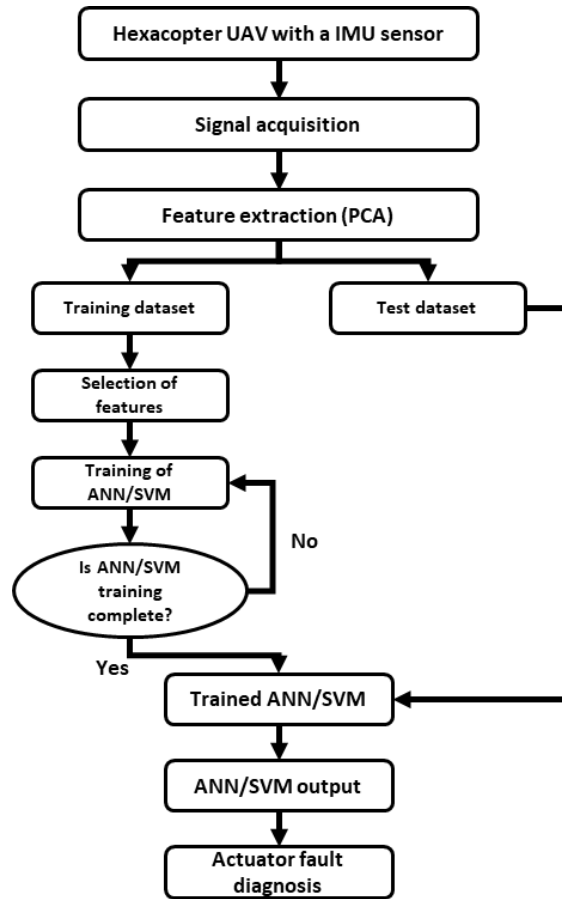 Hexacopter UAV with a IMU sensor
Signal acquisition
Feature extraction (PCA)
Training dataset
Test dataset
Selection of
features
Training of
ANN/SVM
No
Is ANN/SVM
training
complete?
Yes
Trained ANN/SVM
ANN/SVM output
Actuator fault
diagnosis